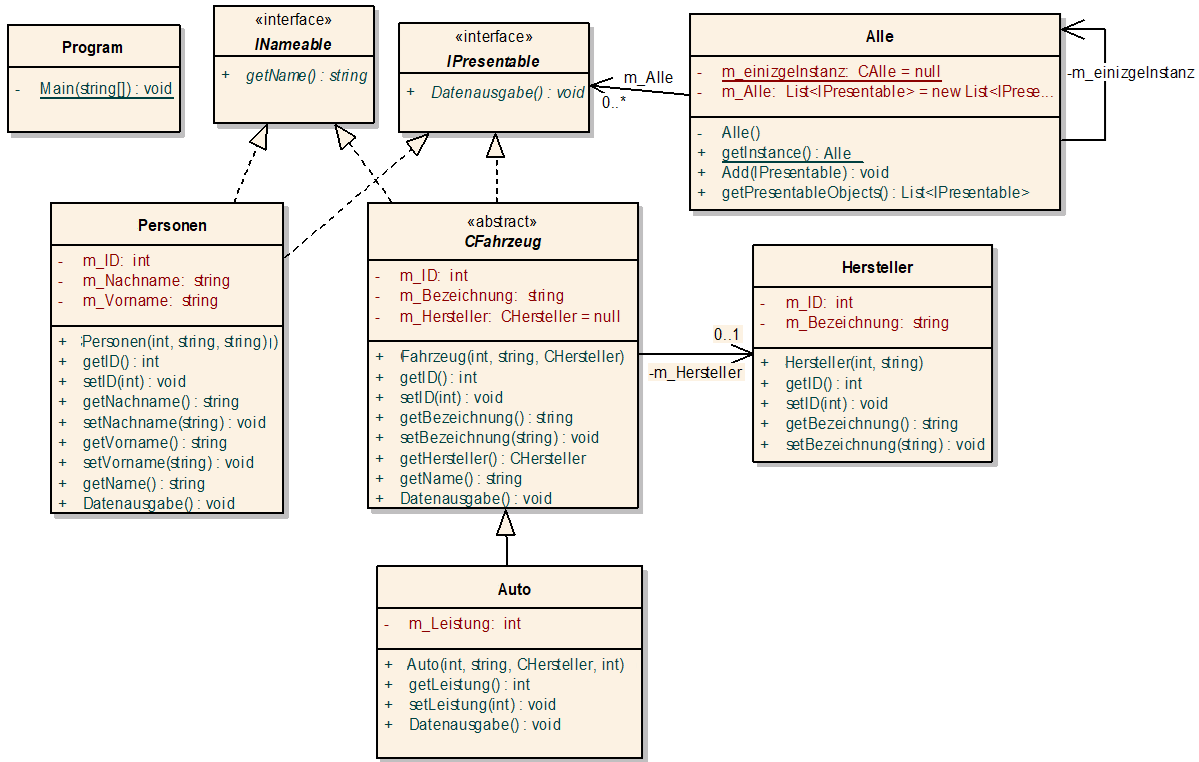 Program
- Main(string[]) : void
«interface»
INameable
+ getName() : string
«interface»
IPresentable
+ Datenausgabe() : void
m_Alle
0..*
Alle
- m_einizgeInstanz: CAlle = null
- m_Alle: List<IPresentable> = new List<IPrese...
- Alle()
+ getInstance() : Alle
+ Add(IPresentable) : void
+ getPresentableObjects() : List<IPresentable>
-m_einizgeInstanz
Personen
- m_ID: int
- m_Nachname: string
- m_Vorname: string
+ Personen(int, string, string)
+ getID() : int
+ setID(int) : void
+ getNachname() : string
+ setNachname(string) : void
+ getVorname() : string
+ setVorname(string) : void
+ getName() : string
+ Datenausgabe() : void
«abstract»
CFahrzeug
- m_ID: int
- m_Bezeichnung: string
- m_Hersteller: CHersteller = null
+ Fahrzeug(int, string, CHersteller)
+ getID() : int
+ setID(int) : void
+ getBezeichnung() : string
+ setBezeichnung(string) : void
+ getHersteller() : CHersteller
+ getName() : string
+ Datenausgabe() : void
0..1
-m_Hersteller
Hersteller
- m_ID: int
- m_Bezeichnung: string
+ Hersteller(int, string)
+ getID() : int
+ setID(int) : void
+ getBezeichnung() : string
+ setBezeichnung(string) : void
Auto
- m_Leistung: int
+ Auto(int, string, CHersteller, int)
+ getLeistung() : int
+ setLeistung(int) : void
+ Datenausgabe() : void